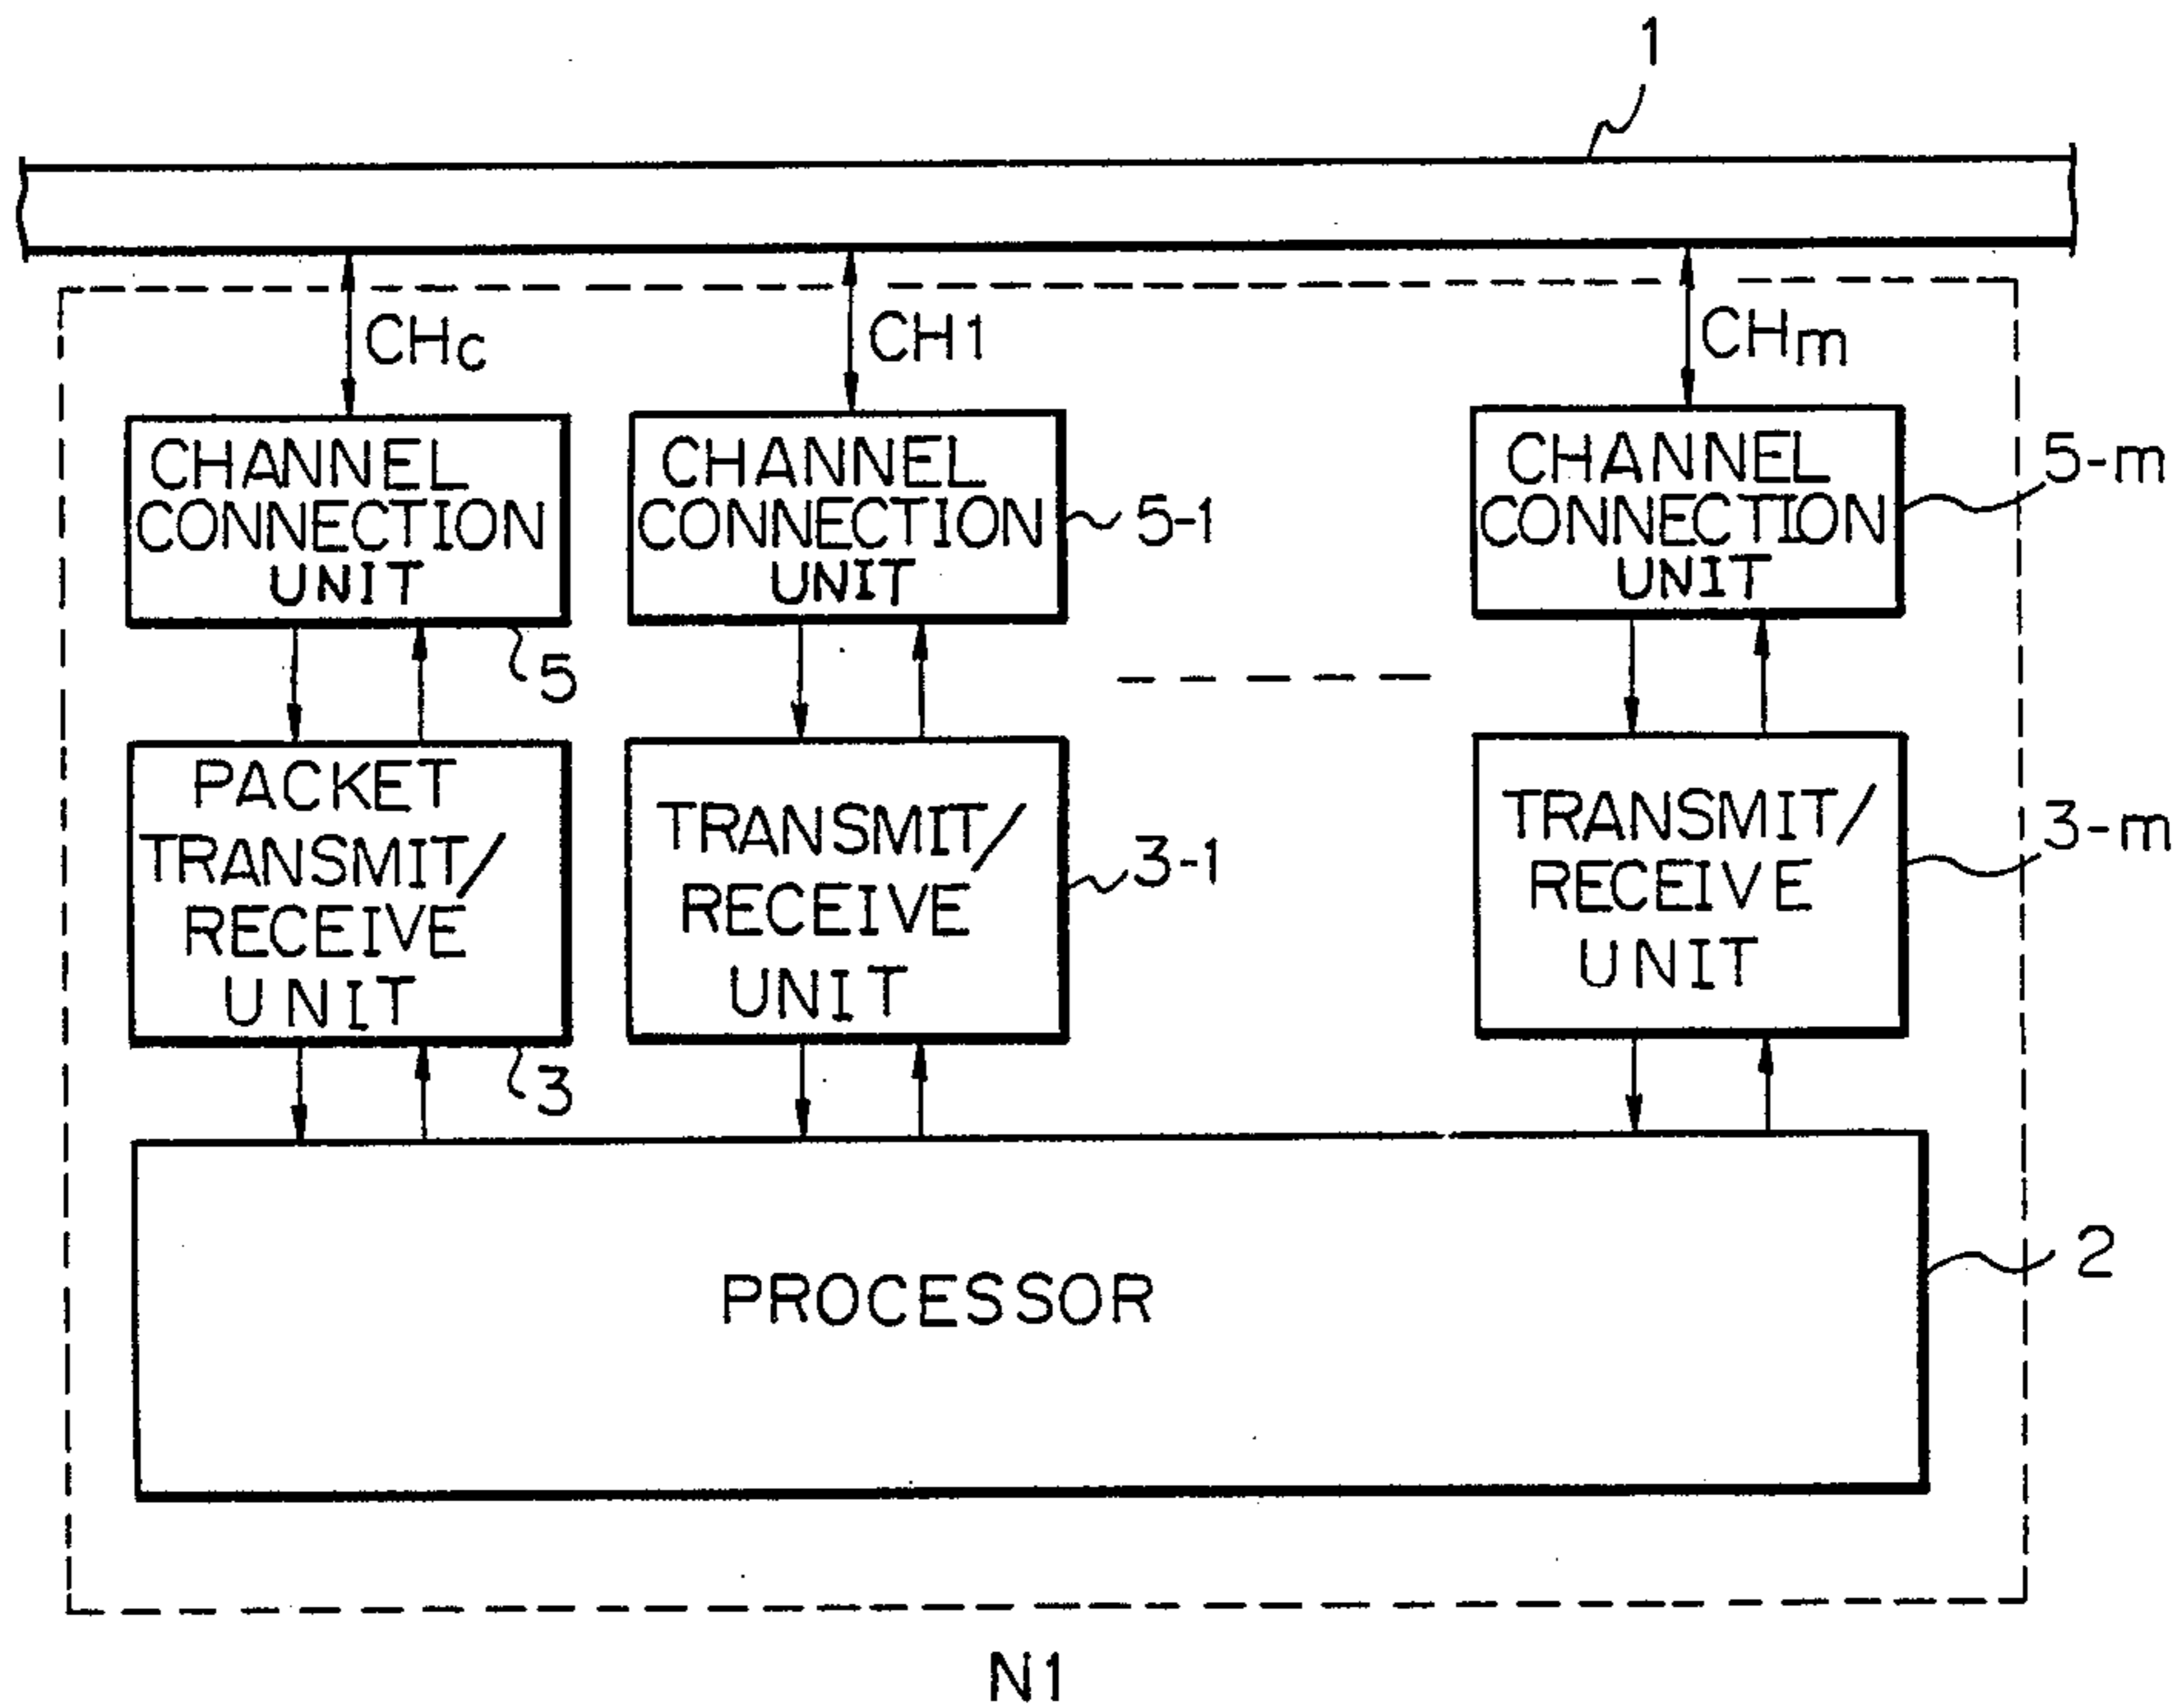 1
CHc
CH1
CHm
CHANNEL
CONNECTION
UNIT
5
CHANNEL
CONNECTION
UNIT
5-1
CHANNEL
CONNECTION
UNIT
5-m
PACKET
TRANSMIT/
RECEIVE
UNIT
3
TRANSMIT/
RECEIVE
UNIT
3-1
TRANSMIT/
RECEIVE
UNIT
3-m
PROCESSOR
2
N1